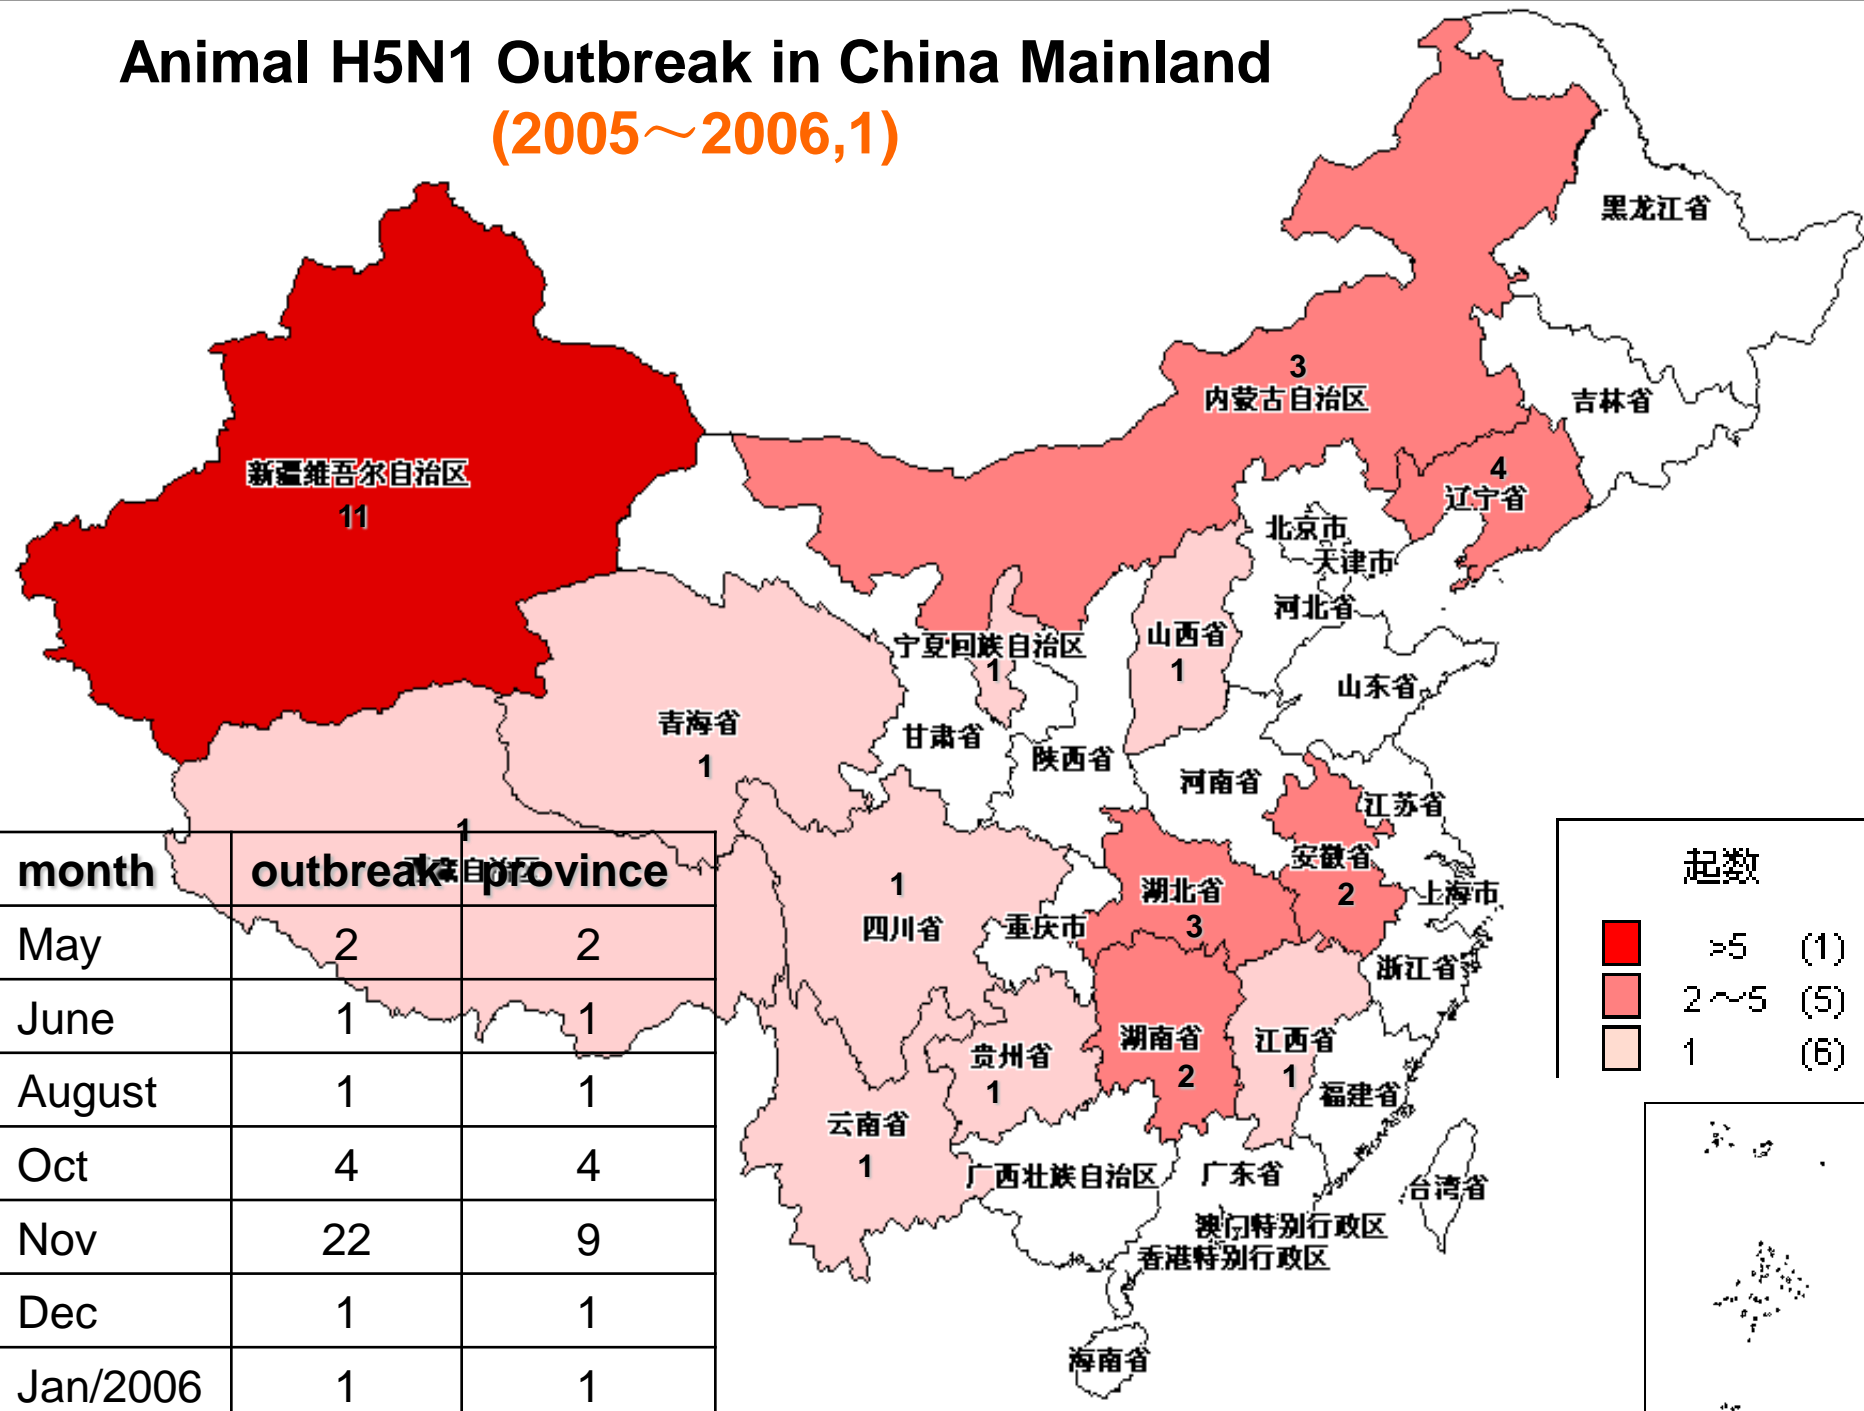 Animal H5N1 Outbreak in China Mainland
(2005～2006,1)
黑龙江省
3
内蒙古自治区
吉林省
新疆维吾尔自治区
11
4
辽宁省
北京市
天津市
河北省
宁夏回族自治区
1
山西省
1
山东省
青海省
1
甘肃省
陕西省
河南省
江苏省
1
西藏自治区
安徽省
2
上海市
1
四川省
重庆市
湖北省
3
浙江省
湖南省
2
江西省
1
贵州省
1
福建省
云南省
1
广西壮族自治区
广东省
台湾省
澳门特别行政区
香港特别行政区
海南省
起数
>5 (1)
2～5 (5)
1 (6)
month outbreak province
May 2 2
June 1 1
August 1 1
Oct 4 4
Nov 22 9
Dec 1 1
Jan/2006 1 1